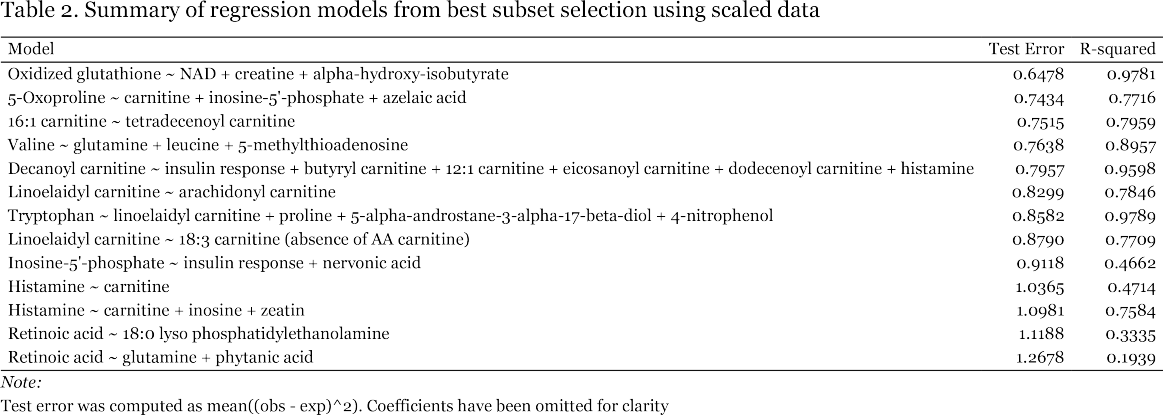 Table 2. Summary of regression models from best subset selection using scaled data
Model Test Error R-squared
Oxidized glutathione ~ NAD + creatine + alpha-hydroxy-isobutyrate 0.6478 0.9781
5-Oxoproline ~ carnitine + inosine-5'-phosphate + azelaic acid 0.7434 0.7716
16:1 carnitine ~ tetradecenoyl carnitine 0.7515 0.7959
Valine ~ glutamine + leucine + 5-methylthioadenosine 0.7638 0.8957
Decanoyl carnitine ~ insulin response + butyryl carnitine + 12:1 carnitine + eicosanoyl carnitine + dodecenoyl carnitine + histamine 0.7957 0.9598
Linoelaidyl carnitine ~ arachidonyl carnitine 0.8299 0.7846
Tryptophan ~ linoelaidyl carnitine + proline + 5-alpha-androstane-3-alpha-17-beta-diol + 4-nitrophenol 0.8582 0.9789
Linoelaidyl carnitine ~ 18:3 carnitine (absence of AA carnitine) 0.8790 0.7709
Inosine-5'-phosphate ~ insulin response + nervonic acid 0.9118 0.4662
Histamine ~ carnitine 1.0365 0.4714
Histamine ~ carnitine + inosine + zeatin 1.0981 0.7584
Retinoic acid ~ 18:0 lyso phosphatidylethanolamine 1.1188 0.3335
Retinoic acid ~ glutamine + phytanic acid 1.2678 0.1939
Note:
Test error was computed as mean((obs - exp)^2). Coefficients have been omitted for clarity